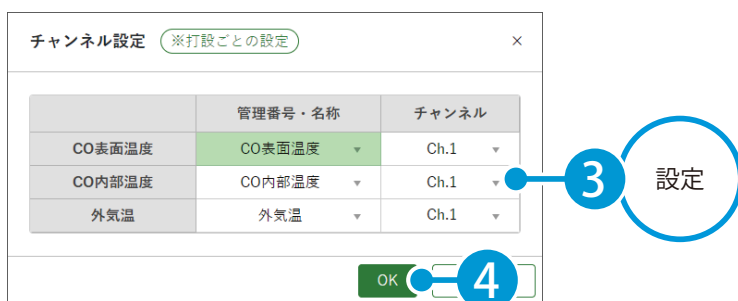 チャンネル設定 ※打設ごとの設定 ×
管理番号・名称 チャンネル
CO表面温度 CO表面温度 ▼ Ch.1 ▼
CO内部温度 CO内部温度 ▼ Ch.1 ▼
外気温 外気温 ▼ Ch.1 ▼
3 設定
OK 4